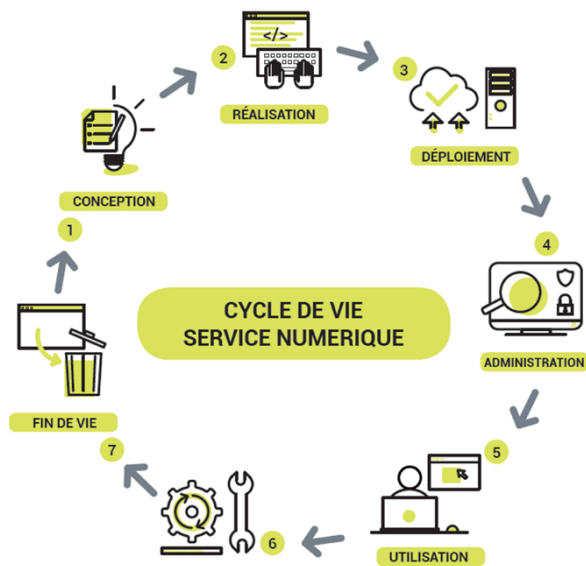 CYCLE DE VIE
SERVICE NUMERIQUE
1
CONCEPTION
2
</>
RÉALISATION
3
DÉPLOIEMENT
4
ADMINISTRATION
5
UTILISATION
6
7
FIN DE VIE